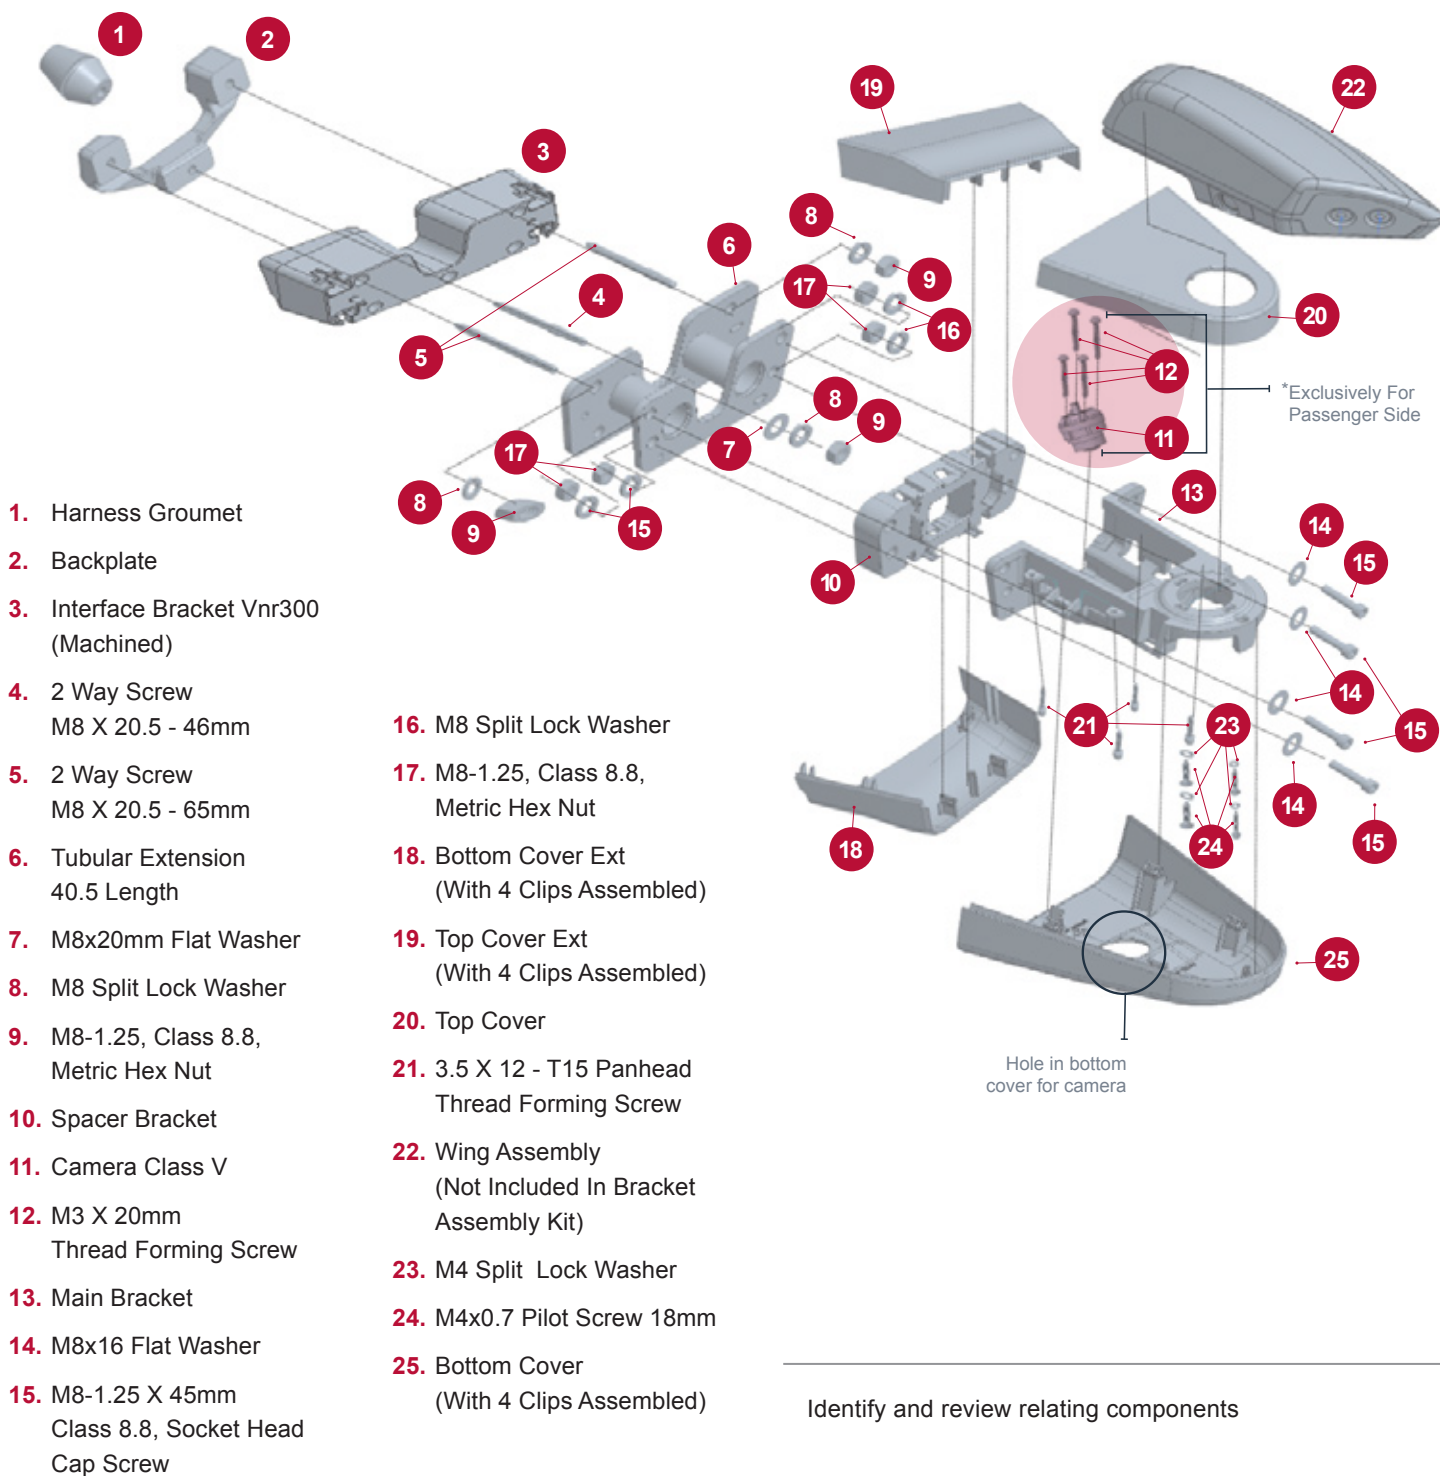 1
2
3
19
22
8
6
9
17
4
16
20
5
12
*Exclusively For
Passenger Side
8
9
11
7
17
13
8
15
14
9
10
15
14
21
23
15
14
18
24
15
25
Hole in bottom
cover for camera
1. Harness Groumet
2. Backplate
3. Interface Bracket Vnr300
(Machined)
4. 2 Way Screw
M8 X 20.5 - 46mm
5. 2 Way Screw
M8 X 20.5 - 65mm
6. Tubular Extension
40.5 Length
7. M8x20mm Flat Washer
8. M8 Split Lock Washer
9. M8-1.25, Class 8.8,
Metric Hex Nut
10. Spacer Bracket
11. Camera Class V
12. M3 X 20mm
Thread Forming Screw
13. Main Bracket
14. M8x16 Flat Washer
15. M8-1.25 X 45mm
Class 8.8, Socket Head
Cap Screw
16. M8 Split Lock Washer
17. M8-1.25, Class 8.8,
Metric Hex Nut
18. Bottom Cover Ext
(With 4 Clips Assembled)
19. Top Cover Ext
(With 4 Clips Assembled)
20. Top Cover
21. 3.5 X 12 - T15 Panhead
Thread Forming Screw
22. Wing Assembly
(Not Included In Bracket
Assembly Kit)
23. M4 Split Lock Washer
24. M4x0.7 Pilot Screw 18mm
25. Bottom Cover
(With 4 Clips Assembled)
Identify and review relating components